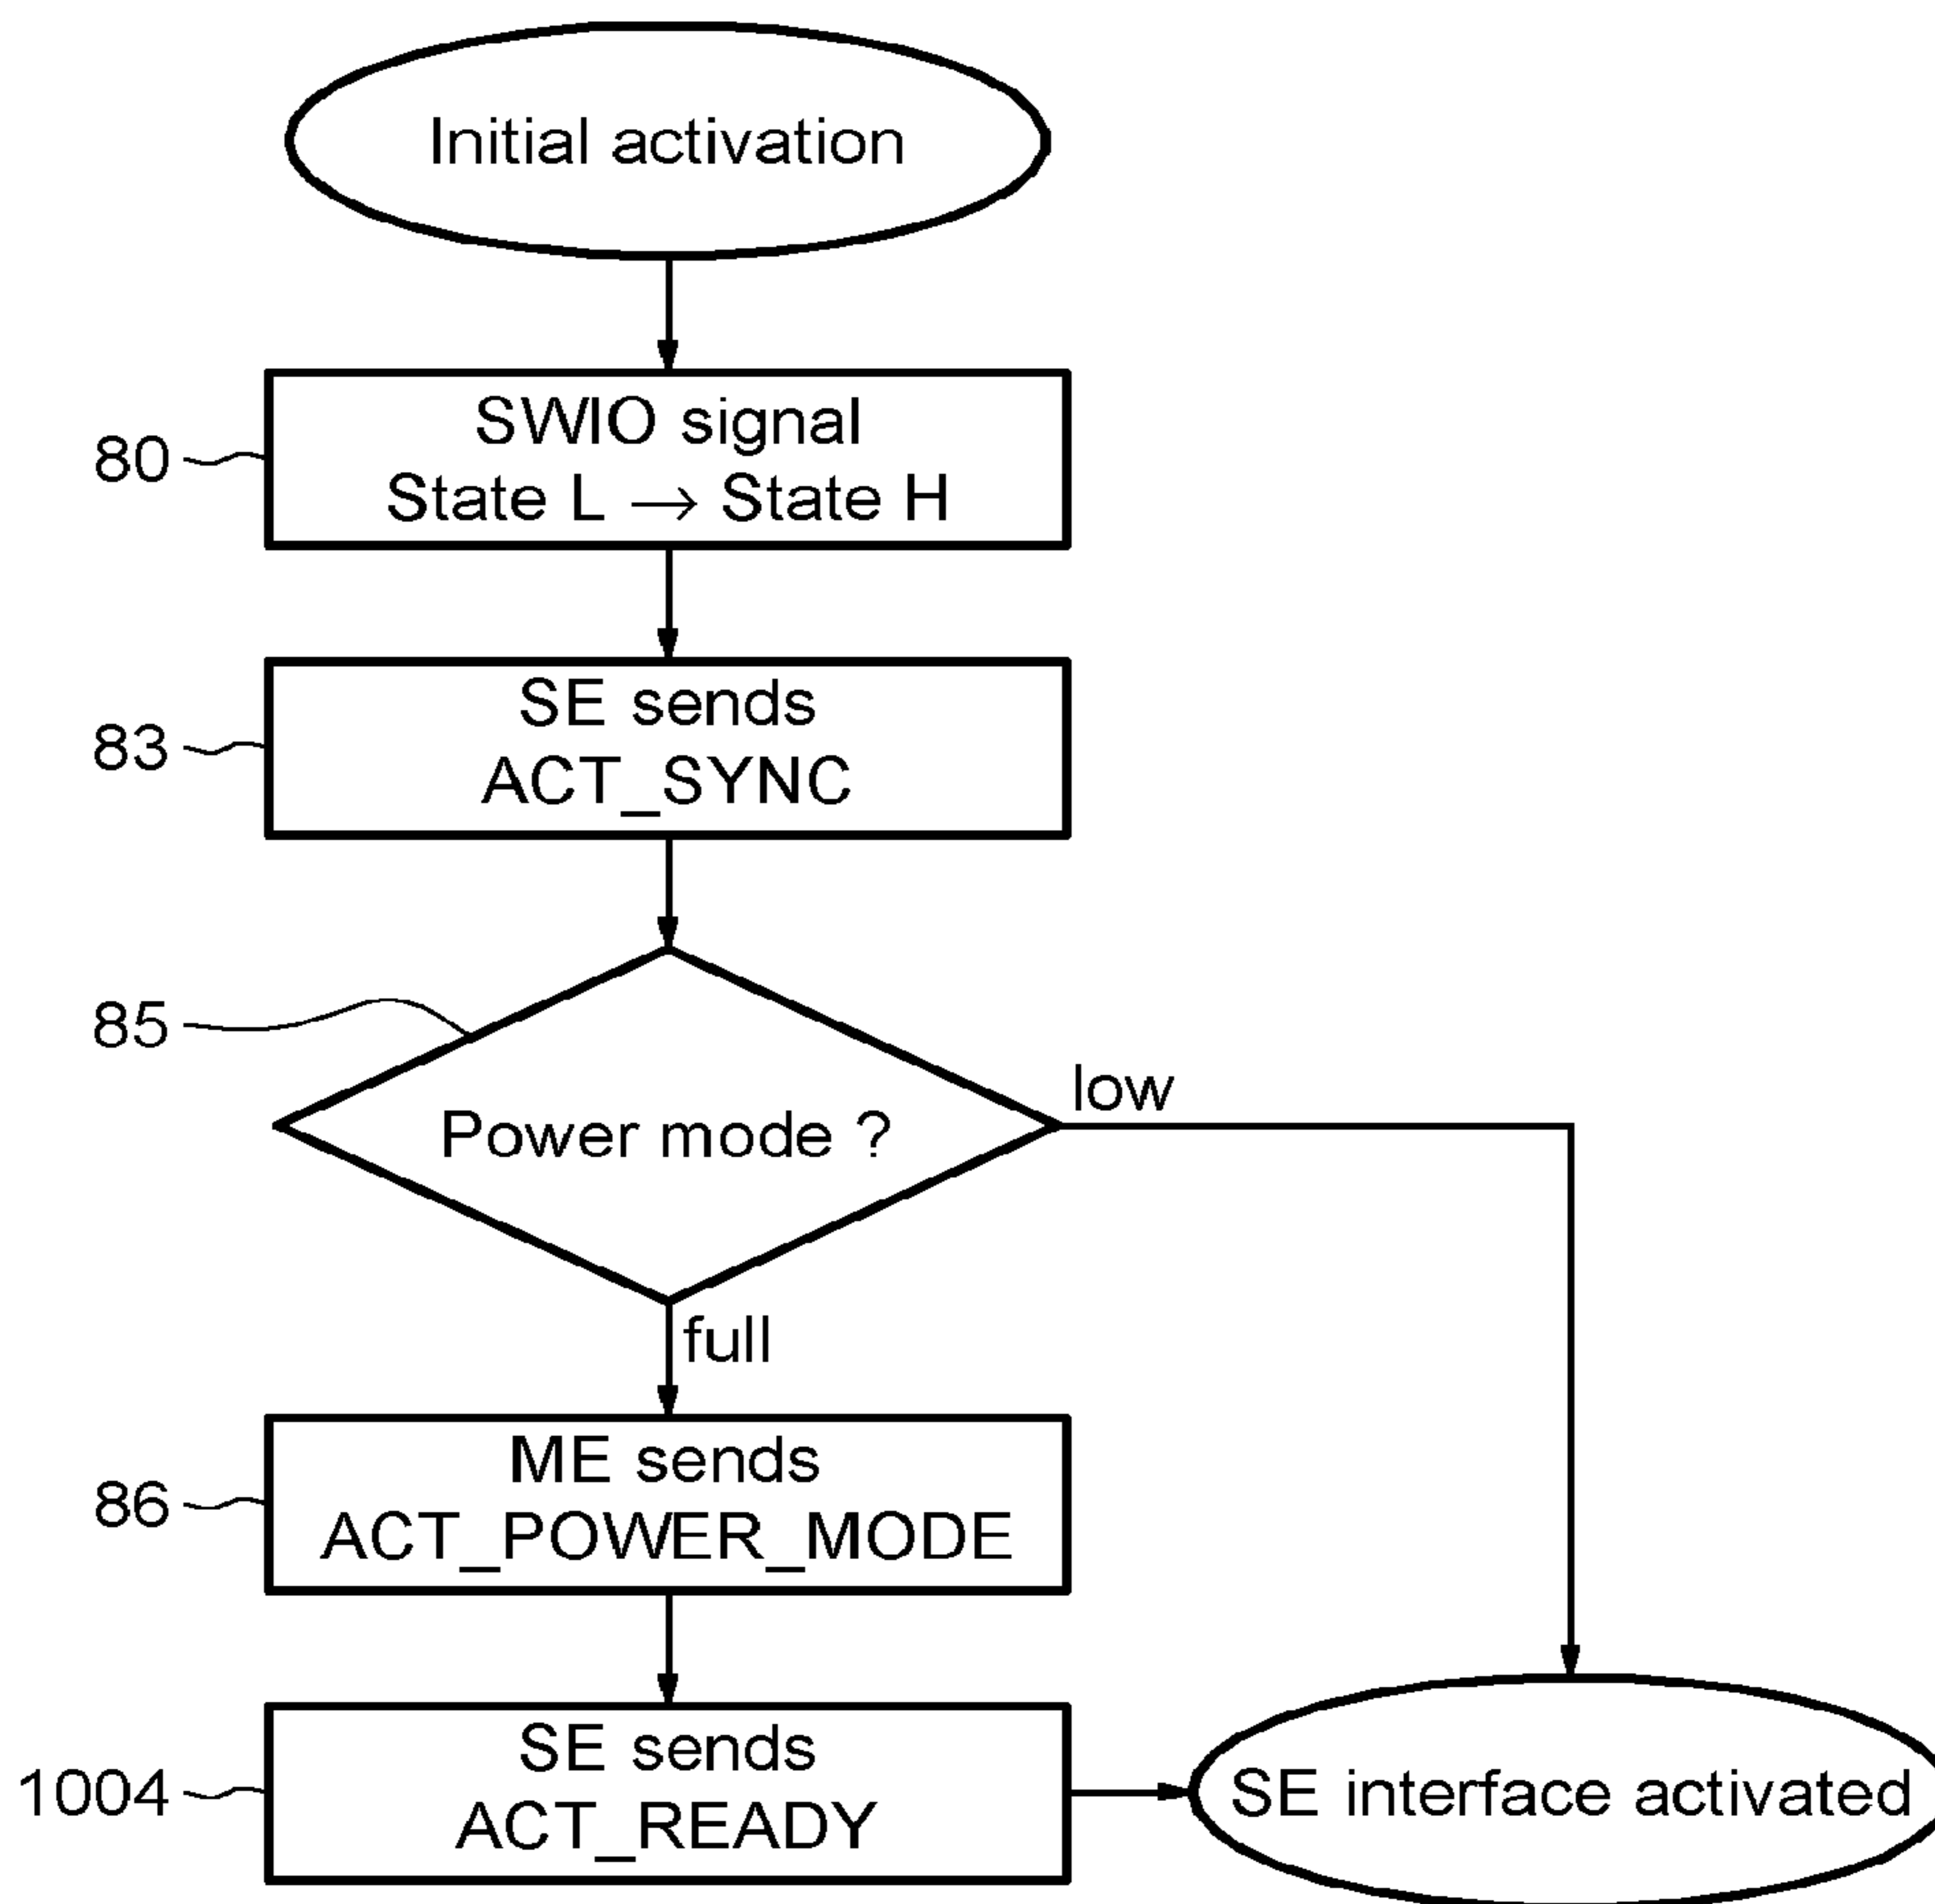 Initial activation
80
SWIO signal
State L → State H
83
SE sends
ACT_SYNC
85
Power mode ?
low
full
86
ME sends
ACT_POWER_MODE
1004
SE sends
ACT_READY
SE interface activated